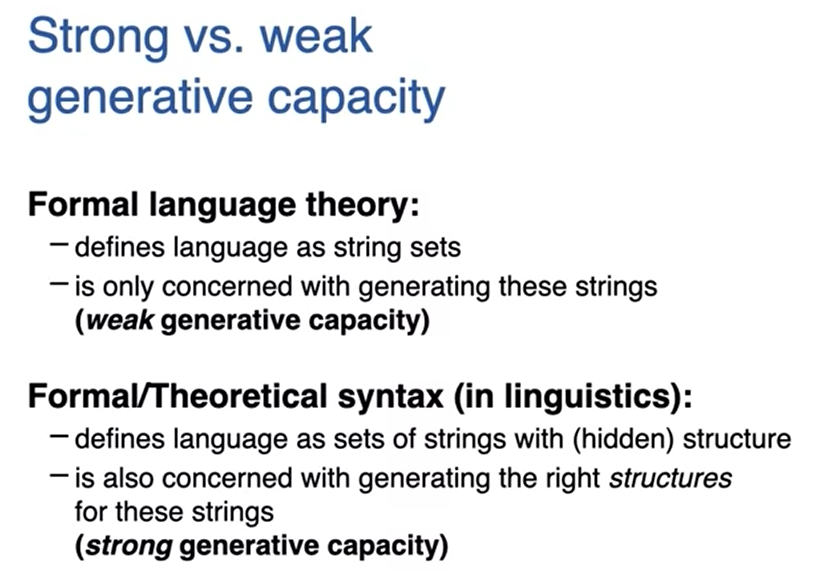 Strong vs. weak
generative capacity
Formal language theory:
– defines language as string sets
– is only concerned with generating these strings
(weak generative capacity)
Formal/Theoretical syntax (in linguistics):
– defines language as sets of strings with (hidden) structure
– is also concerned with generating the right structures
for these strings
(strong generative capacity)